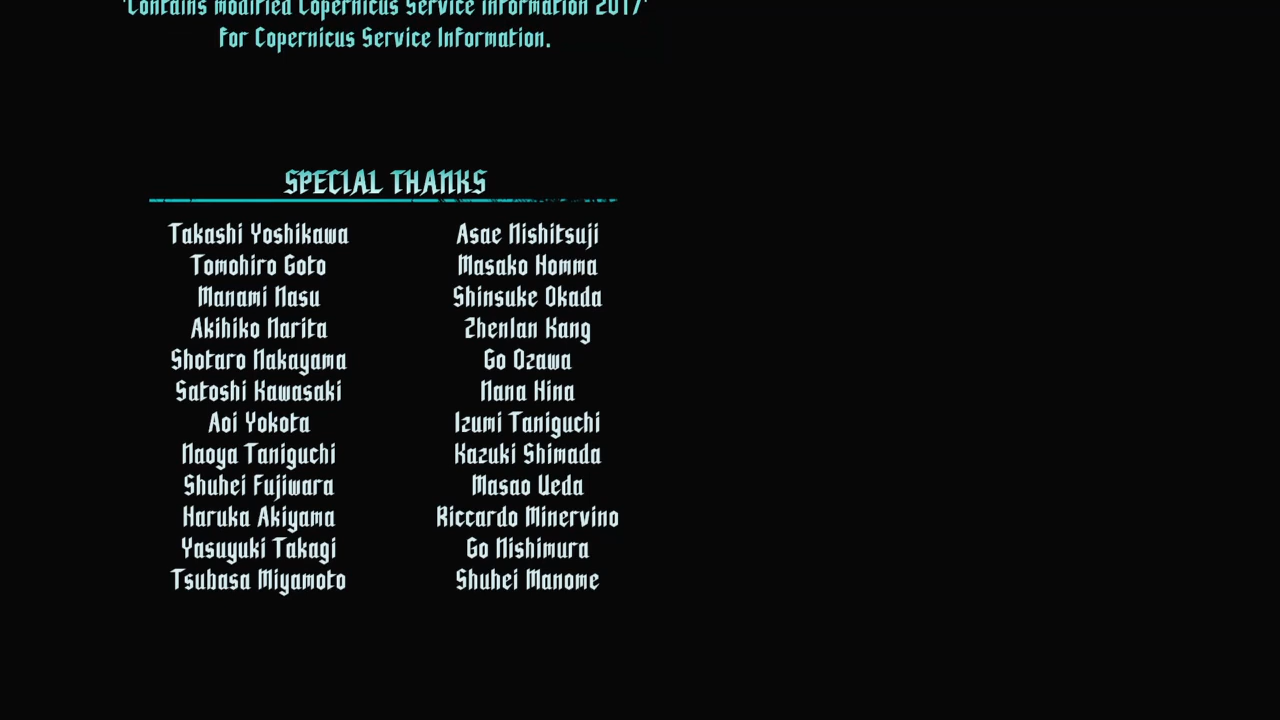 'Contains modified Copernicus Service Information 2017'
for Copernicus Service Information.
SPECIAL THANKS
Takashi Yoshikawa Asae Nishitsuji
Tomohiro Goto Masako Homma
Manami Nasu Shinsuke Okada
Akihiko Narita Zhenlan Kang
Shotaro Nakayama Go Ozawa
Satoshi Kawasaki Nana Hina
Aoi Yokota Izumi Taniguchi
Naoya Taniguchi Kazuki Shimada
Shuhei Fujiwara Masao Ueda
Haruka Akiyama Riccardo Minervino
Yasuyuki Takagi Go Nishimura
Tsubasa Miyamoto Shuhei Manome